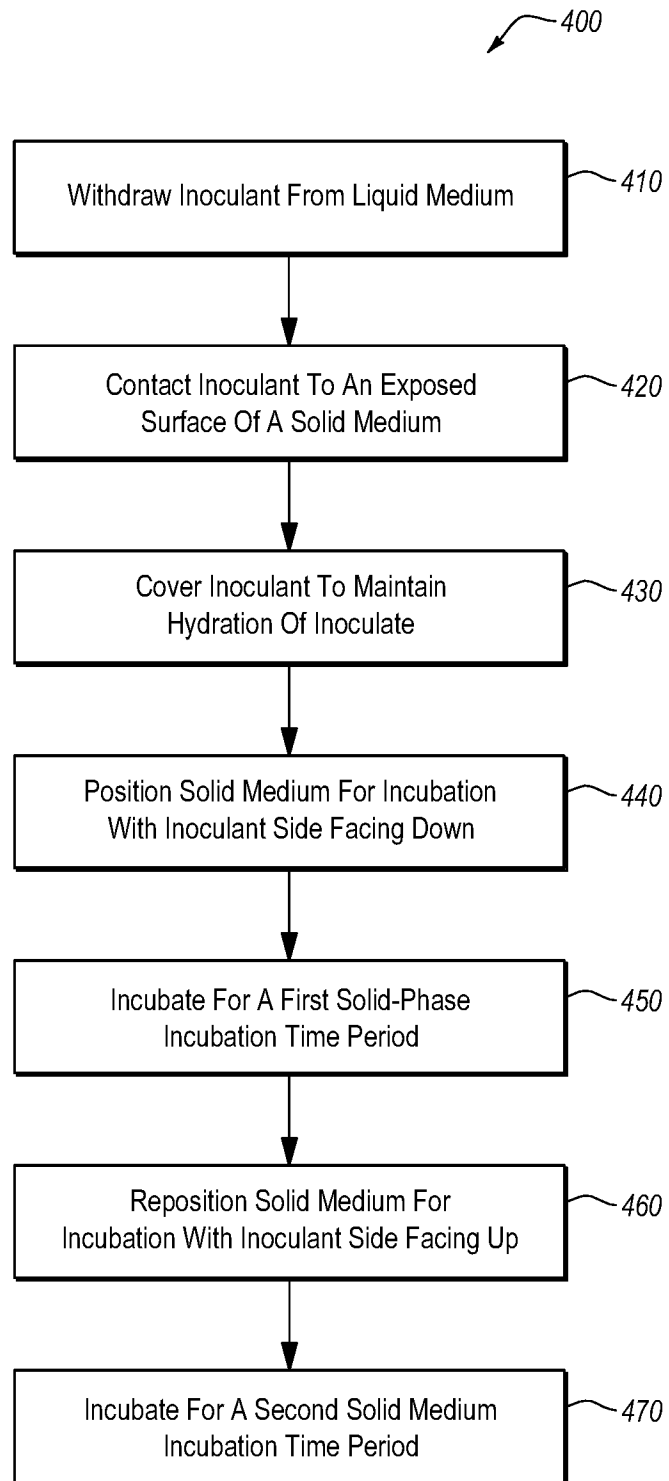 400
Withdraw Inoculant From Liquid Medium
410
Contact Inoculant To An Exposed
Surface Of A Solid Medium
420
Cover Inoculant To Maintain
Hydration Of Inoculate
430
Position Solid Medium For Incubation
With Inoculant Side Facing Down
440
Incubate For A First Solid-Phase
Incubation Time Period
450
Reposition Solid Medium For
Incubation With Inoculant Side Facing Up
460
Incubate For A Second Solid Medium
Incubation Time Period
470